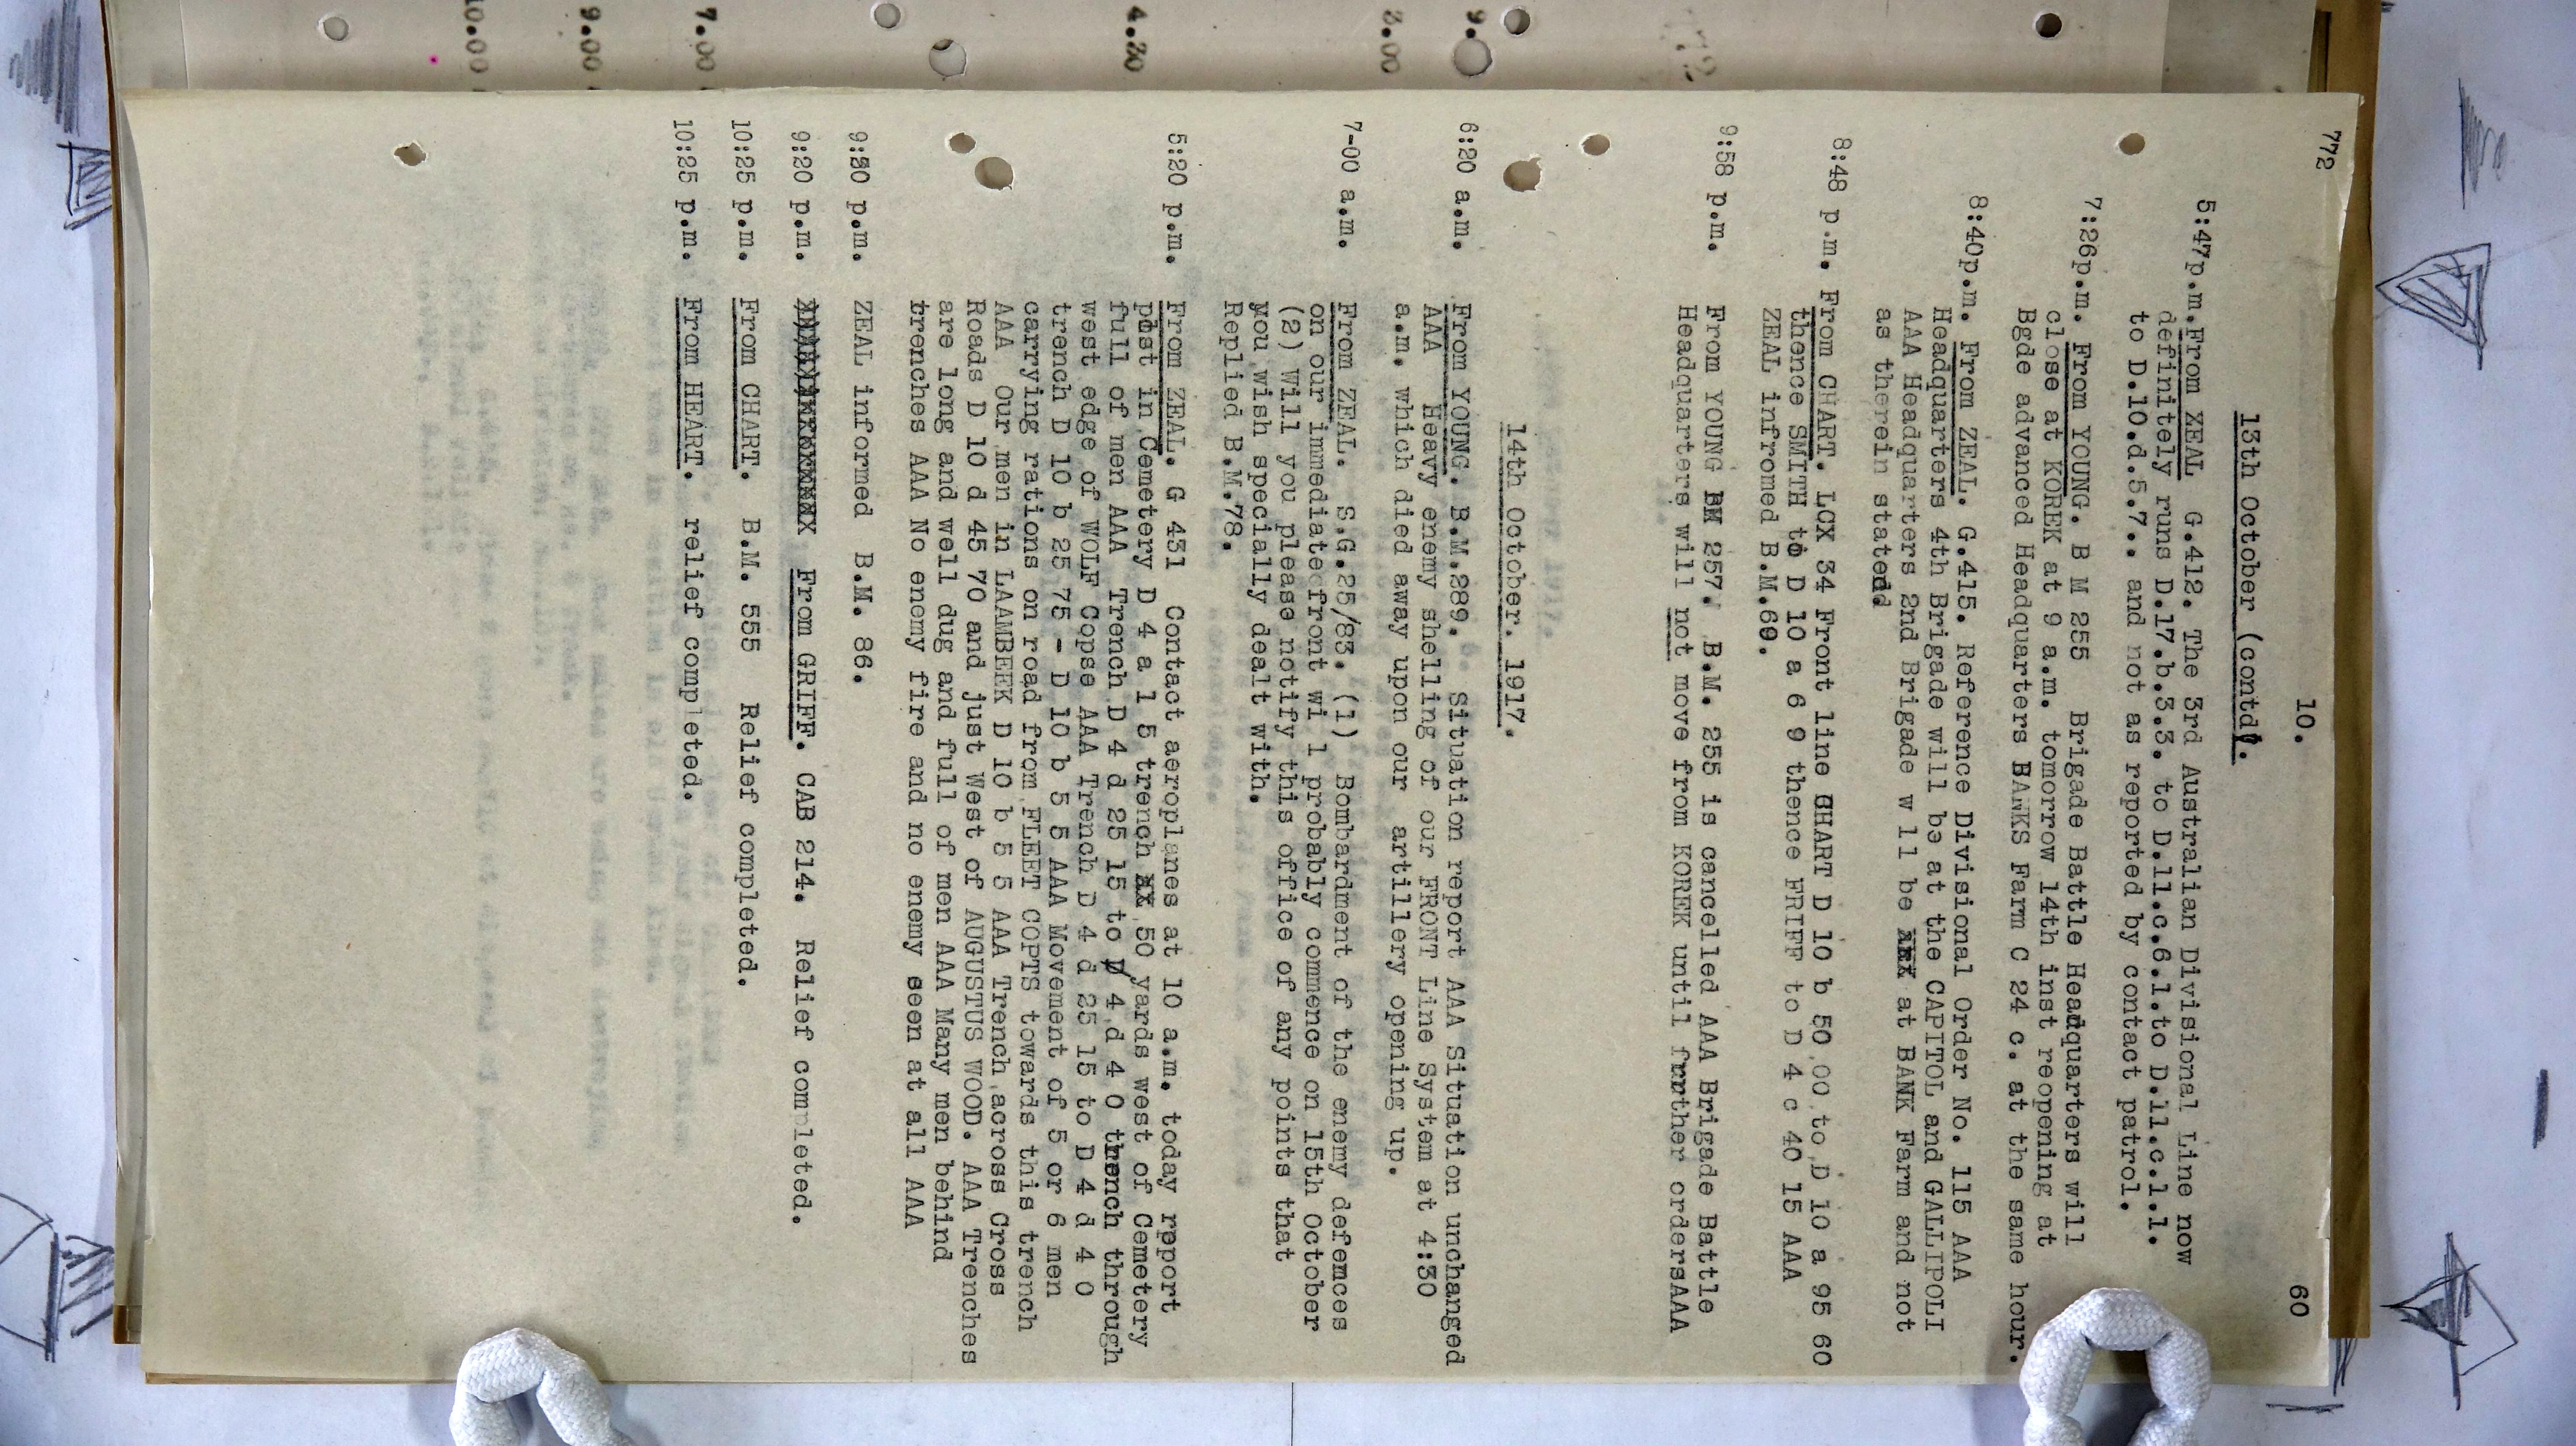 772
10.
60
13th October (contd).
5:47p.m. From ZEAL G.412. The 3rd Australian Divisional Line now
definitely runs D.17.b.3.3. to D.11.c.6.1.to D.11.c.1.1.
to D.10.d.5.7.. and not as reported by contact patrol.
7:26p.m. From YOUNG. B M 255 Brigade Battle Headquarters will
close at KOREK at 9 a.m. tomorrow 14th inst reopening at
Bgde advanced Headquarters BANKS Farm C 24 c. at the same hour.
8:40p.m. From ZEAL. G.415. Reference Divisional Order No. 115 AAA
Headquarters 4th Brigade will be at the CAPITOL and GALLIPOLI
AAA Headquarters 2nd Brigade w ll be at BANK Farm and not
as therein stated
8:48 p.m. From CHART. LCX 34 Front line CHART D 10 b 50 00 to D 10 a 95 60
thence SMITH to D 10 a 6 9 thence FRIFF to D 4 c 40 15 AAA
ZEAL infromed B.M.69.
9:58 p.m. From YOUNG BM 257. B.M. 255 is cancelled AAA Brigade Battle
Headquarters will not move from KOREK until frrther ordersAAA
14th October. 1917.
6:20 a.m. From YOUNG. B.M.289. Situation report AAA Situation unchanged
AAA Heavy enemy shelling of our FRONT Line System at 4:30
a.m. which died away upon our artillery opening up.
7-00 a.m. From ZEAL. S.G.25/83. (1) Bombardment of the enemy defences
on our immediate front wi l probably commence on 15th October
(2) Will you please notify this office of any points that
you wish specially dealt with.
Replied B.M.78.
5:20 p.m. From ZEAL. G 431 Contact aeroplanes at 10 a.m. today report
post in Cemetery D 4 a 1 5 trench XX 50 yards west of Cemetery
full of men AAA Trench D 4 d 25 15 to D 4 d 4 0 trench through
west edge of WOLF Copse AAA Trench D 4 d 25 15 to D 4 d 4 0
trench D 10 b 25 75 - D 10 b 5 5 AAA Movement of 5 or 6 men
carrying rations on road from FLEET COPTS towards this trench
AAA Our men in LAAMBEEK D 10 b 5 5 AAA Trench across Cross
Roads D 10 d 45 70 and just West of AUGUSTUS WOOD. AAA Trenches
are long and well dug and full of men AAA Many men behind
trenches AAA No enemy fire and no enemy seen at all AAA
9:30 p.m. ZEAL informed B.M. 86.
9:20 p.m. From GRIFF. CAB 214. Relief completed.
10:25 p.m. From CHART. B.M. 555 Relief completed.
10:25 p.m. From HEART. relief completed.
9.
3.00
4.30
7.00
9.00
10.00